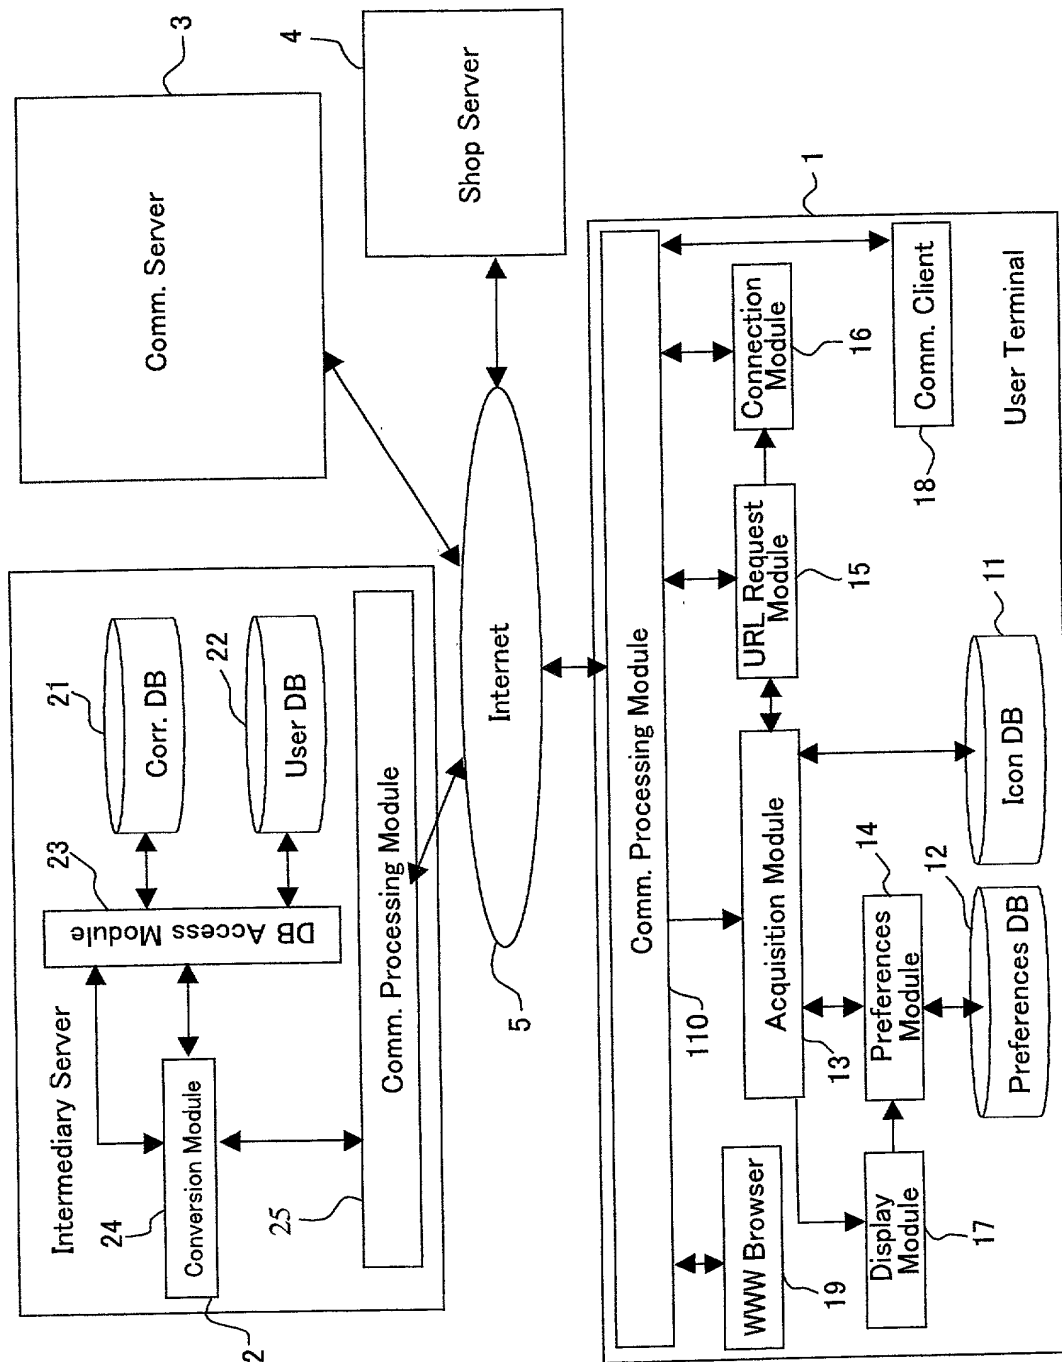 Intermediary Server
2
24
Conversion Module
23
DB Access Module
21
Corr. DB
22
User DB
25
Comm. Processing Module
3
Comm. Server
4
Shop Server
Internet
5
1
Comm. Processing Module
110
WWW Browser
19
Acquisition Module
13
URL Request
Module
15
Connection
Module
16
Display
Module
17
Preferences
Module
14
Preferences DB
12
Icon DB
11
Comm. Client
18
User Terminal